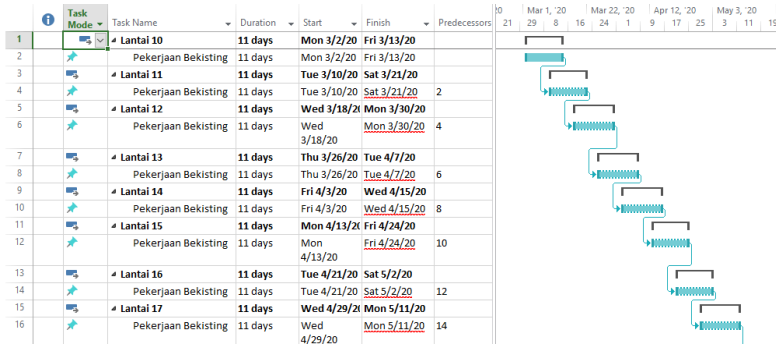 Task Mode Task Name Duration Start Finish Predecessors
20 Mar 1, '20 Mar 22, '20 Apr 12, '20 May 3, '20
21 29 8 16 24 1 9 17 25 3 11 19
1 Lantai 10 11 days Mon 3/2/20 Fri 3/13/20
2 Pekerjaan Bekisting 11 days Mon 3/2/20 Fri 3/13/20
3 Lantai 11 11 days Tue 3/10/20 Sat 3/21/20
4 Pekerjaan Bekisting 11 days Tue 3/10/20 Sat 3/21/20 2
5 Lantai 12 11 days Wed 3/18/20 Mon 3/30/20
6 Pekerjaan Bekisting 11 days Wed 3/18/20 Mon 3/30/20 4
7 Lantai 13 11 days Thu 3/26/20 Tue 4/7/20
8 Pekerjaan Bekisting 11 days Thu 3/26/20 Tue 4/7/20 6
9 Lantai 14 11 days Fri 4/3/20 Wed 4/15/20
10 Pekerjaan Bekisting 11 days Fri 4/3/20 Wed 4/15/20 8
11 Lantai 15 11 days Mon 4/13/20 Fri 4/24/20
12 Pekerjaan Bekisting 11 days Mon 4/13/20 Fri 4/24/20 10
13 Lantai 16 11 days Tue 4/21/20 Sat 5/2/20
14 Pekerjaan Bekisting 11 days Tue 4/21/20 Sat 5/2/20 12
15 Lantai 17 11 days Wed 4/29/20 Mon 5/11/20
16 Pekerjaan Bekisting 11 days Wed 4/29/20 Mon 5/11/20 14